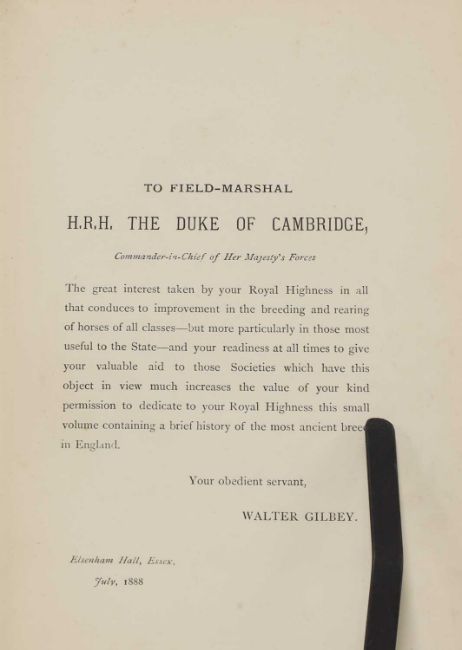 TO FIELD-MARSHAL
H.R.H. THE DUKE OF CAMBRIDGE,
Commander-in-Chief of Her Majesty's Forces
The great interest taken by your Royal Highness in all
that conduces to improvement in the breeding and rearing
of horses of all classes—but more particularly in those most
useful to the State—and your readiness at all times to give
your valuable aid to those Societies which have this
object in view much increases the value of your kind
permission to dedicate to your Royal Highness this small
volume containing a brief history of the most ancient breed
in England.
Your obedient servant,
WALTER GILBEY.
Elsenham Hall, Essex.
July, 1888